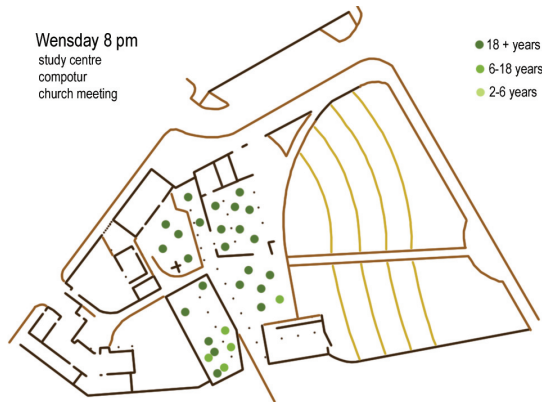 Wensday 8 pm
study centre
compotur
church meeting
18 + years
6-18 years
2-6 years